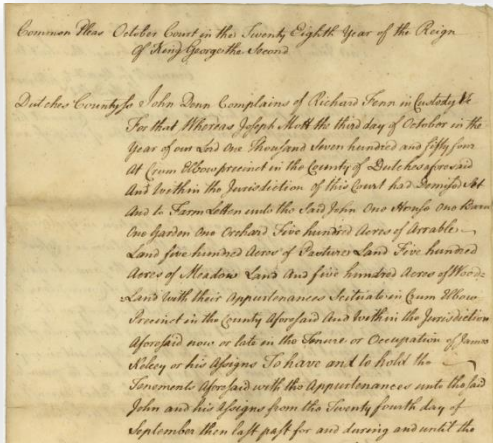 Common Pleas October Court in the Twenty Eighth Year of the Reign
of King George the Second
Dutches County ss John Denn Complains of Richard Fenn in Custody &c
For that Whereas Joseph Mott the third day of October in the
Year of our Lord One Thousand Seven hundred and fifty four
At Crum Elbow precinct in the County of Dutches aforesaid
And Within the Jurisdiction of this Court had Demised Set
And to Farm Letten unto the Said John One House One Barn
One Garden One Orchard Five hundred Acres of Arrable
Land five hundred Acres of Pasture Land Five hundred
Acres of Meadow Land And five hundred Acres of Wood
Land with their Appurtenances Scituate in Crum Elbow
Precinct in the County Aforesaid And Within the Jurisdiction
Aforesaid now or late in the Tenure or Occupation of James
or his Assigns To have and to hold the
Tenements Aforesaid with the Appurtenances unto the said
John and his Assigns from the Twenty fourth day of
September then last past for and during and until the